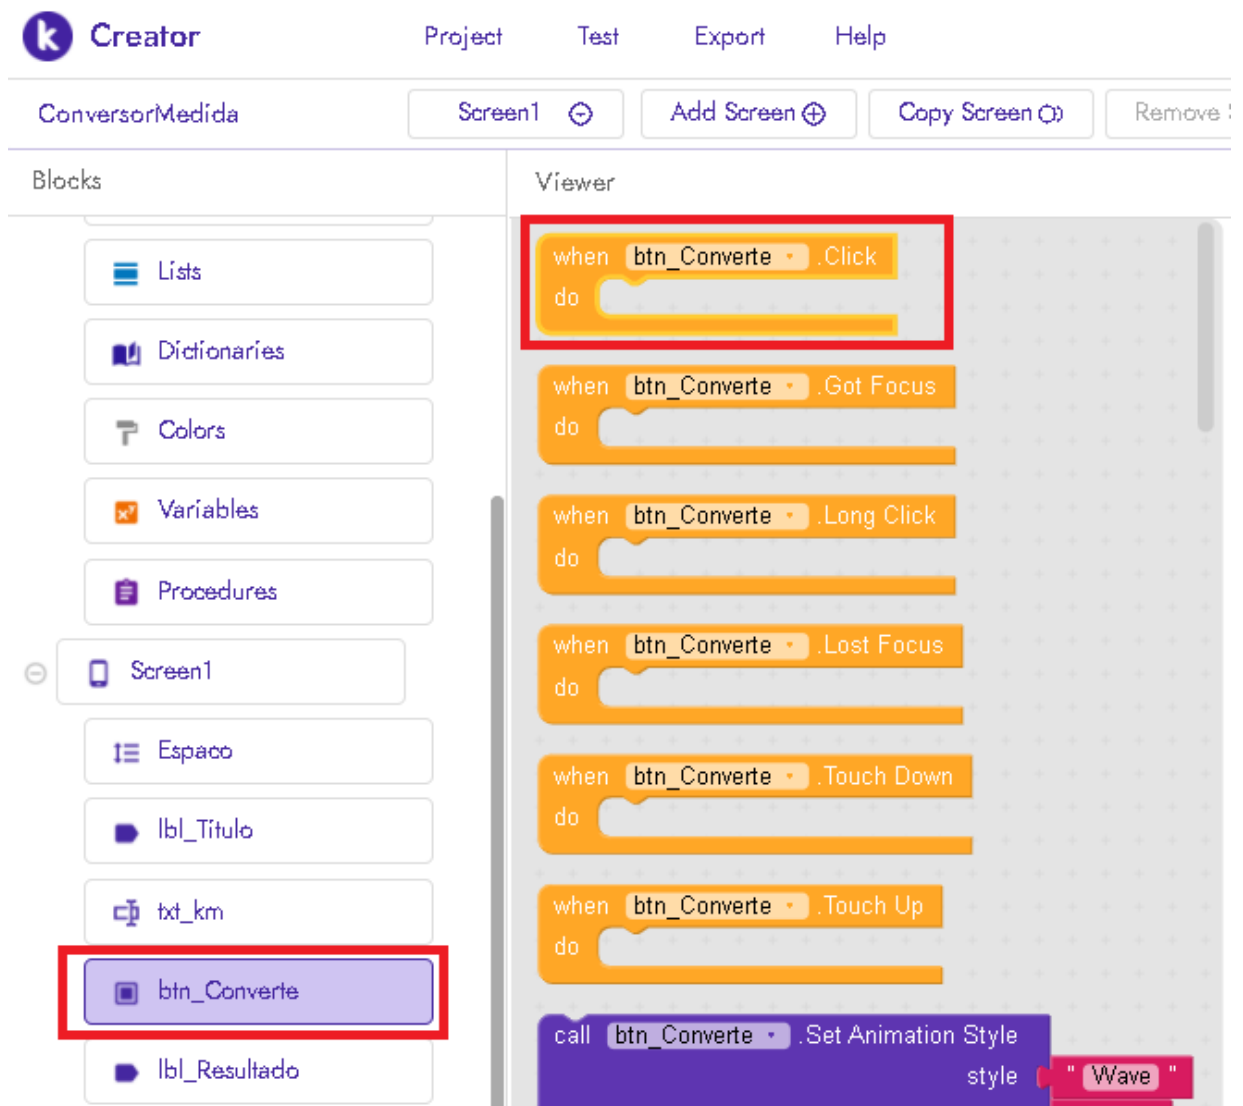 k Creator Project Test Export Help
ConversorMedida Screen1 Add Screen Copy Screen Remove
Blocks
Viewer
Lists
Dictionaries
Colors
Variables
Procedures
Screen1
Espaco
lbl_Título
txt_km
btn_Converte
lbl_Resultado
when btn_Converte .Click
do
when btn_Converte .Got Focus
do
when btn_Converte .Long Click
do
when btn_Converte .Lost Focus
do
when btn_Converte .Touch Down
do
when btn_Converte .Touch Up
do
call btn_Converte .Set Animation Style
style " Wave "